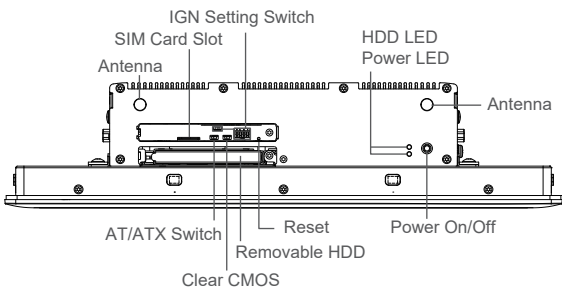 IGN Setting Switch
SIM Card Slot
HDD LED
Power LED
Antenna
Antenna
AT/ATX Switch
Reset
Power On/Off
Removable HDD
Clear CMOS